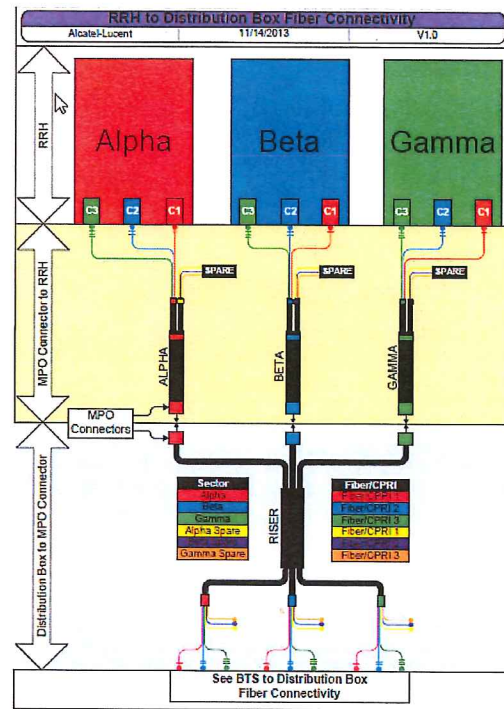 RRH to Distribution Box Fiber Connectivity
Alcatel-Lucent 11/14/2013 V1.0
RRH
Alpha
Beta
Gamma
C3 C2 C1
C3 C2 C1
C3 C2 C1
MPO Connector to RRH
SPARE
SPARE
SPARE
ALPHA
BETA
GAMMA
MPO
Connectors
Distribution Box to MPO Connector
Sector
Alpha
Beta
Gamma
Alpha Spare
Gamma Spare
RISER
Fiber/CPRI
Fiber/CPRI 1
Fiber/CPRI 2
Fiber/CPRI 3
Fiber/CPRI 1
Fiber/CPRI 3
See BTS to Distribution Box
Fiber Connectivity